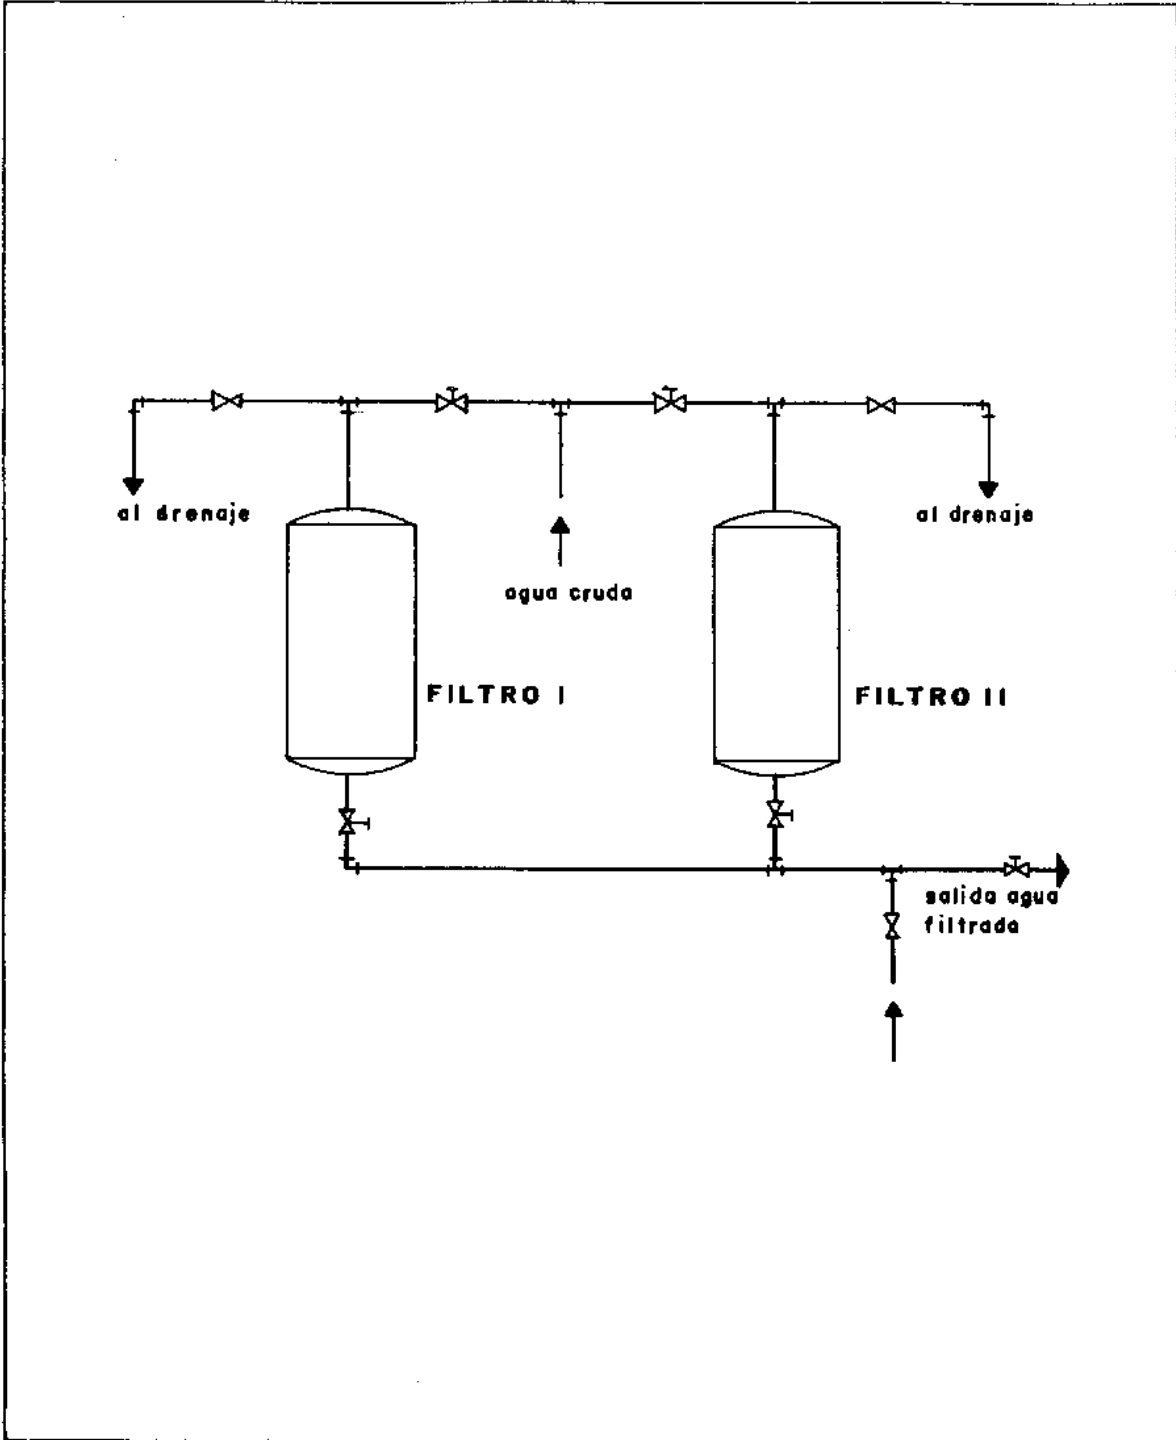 al drenaje
al drenaje
agua cruda
FILTRO I
FILTRO II
salida agua
filtrada